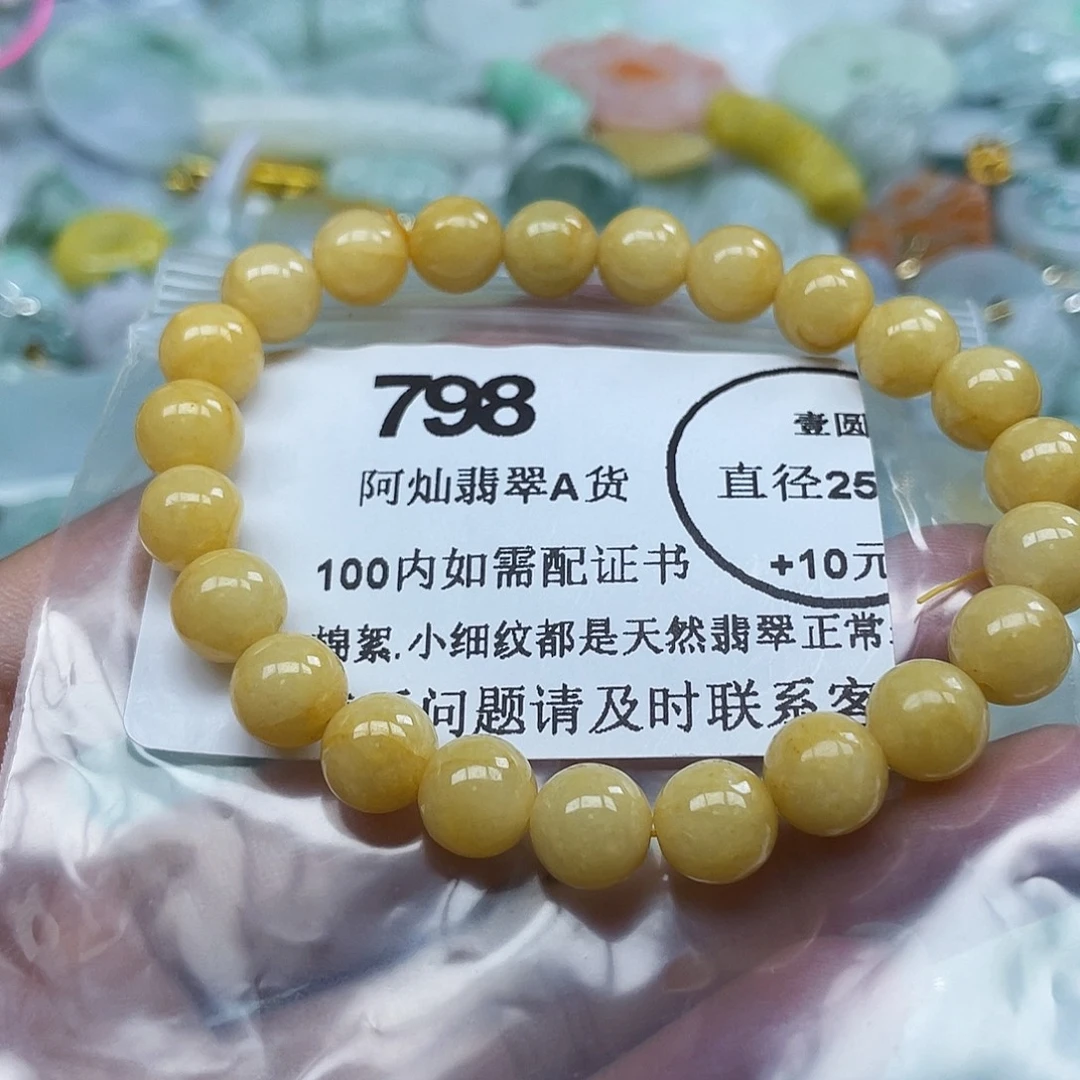 798
壹圆
阿灿翡翠A货
直径25
100内如需配证书
+10元
棉絮.小细纹都是天然翡翠正常
问题请及时联系客